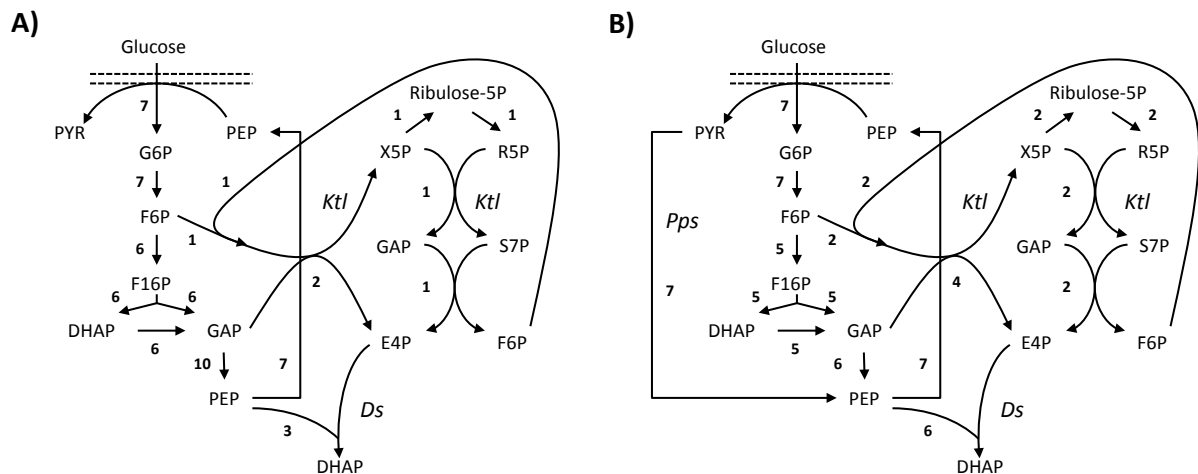 A)
Glucose
7
PYR
PEP
G6P
7
F6P
1
1
6
F16P
6
6
DHAP
6
GAP
10
PEP
7
3
2
Ktl
X5P
1
Ribulose-5P
1
R5P
1
Ktl
GAP
S7P
1
E4P
F6P
Ds
DHAP
B)
Glucose
7
PYR
PEP
Pps
7
G6P
7
F6P
2
2
5
F16P
5
5
DHAP
5
GAP
6
PEP
7
6
4
Ktl
X5P
2
Ribulose-5P
2
R5P
2
Ktl
GAP
S7P
2
E4P
F6P
Ds
DHAP